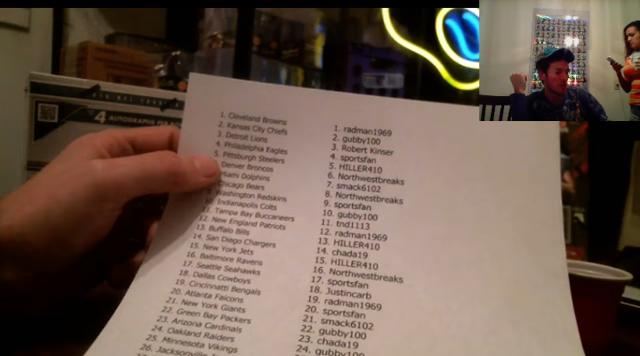 4 AUTOGRAPHS
1. Cleveland Browns
2. Kansas City Chiefs
3. Detroit Lions
4. Philadelphia Eagles
5. Pittsburgh Steelers
Denver Broncos
Miami Dolphins
Chicago Bears
Washington Redskins
10. Indianapolis Colts
11. Tampa Bay Buccaneers
12. New England Patriots
13. Buffalo Bills
14. San Diego Chargers
15. New York Jets
16. Baltimore Ravens
17. Seattle Seahawks
18. Dallas Cowboys
19. Cincinnati Bengals
20. Atlanta Falcons
21. New York Giants
22. Green Bay Packers
23. Arizona Cardinals
24. Oakland Raiders
25. Minnesota Vikings
26. Jacksonville
1. radman1969
2. gubby100
3. Robert Kinser
4. sportsfan
5. HILLER410
6. Northwestbreaks
7. smack6102
8. Northwestbreaks
9. sportsfan
10. gubby100
11. tnd1113
12. radman1969
13. HILLER410
14. chada19
15. HILLER410
16. Northwestbreaks
17. sportsfan
18. Justincarb
19. radman1969
20. sportsfan
21. smack6102
22. gubby100
23. chada19
24. gubby100